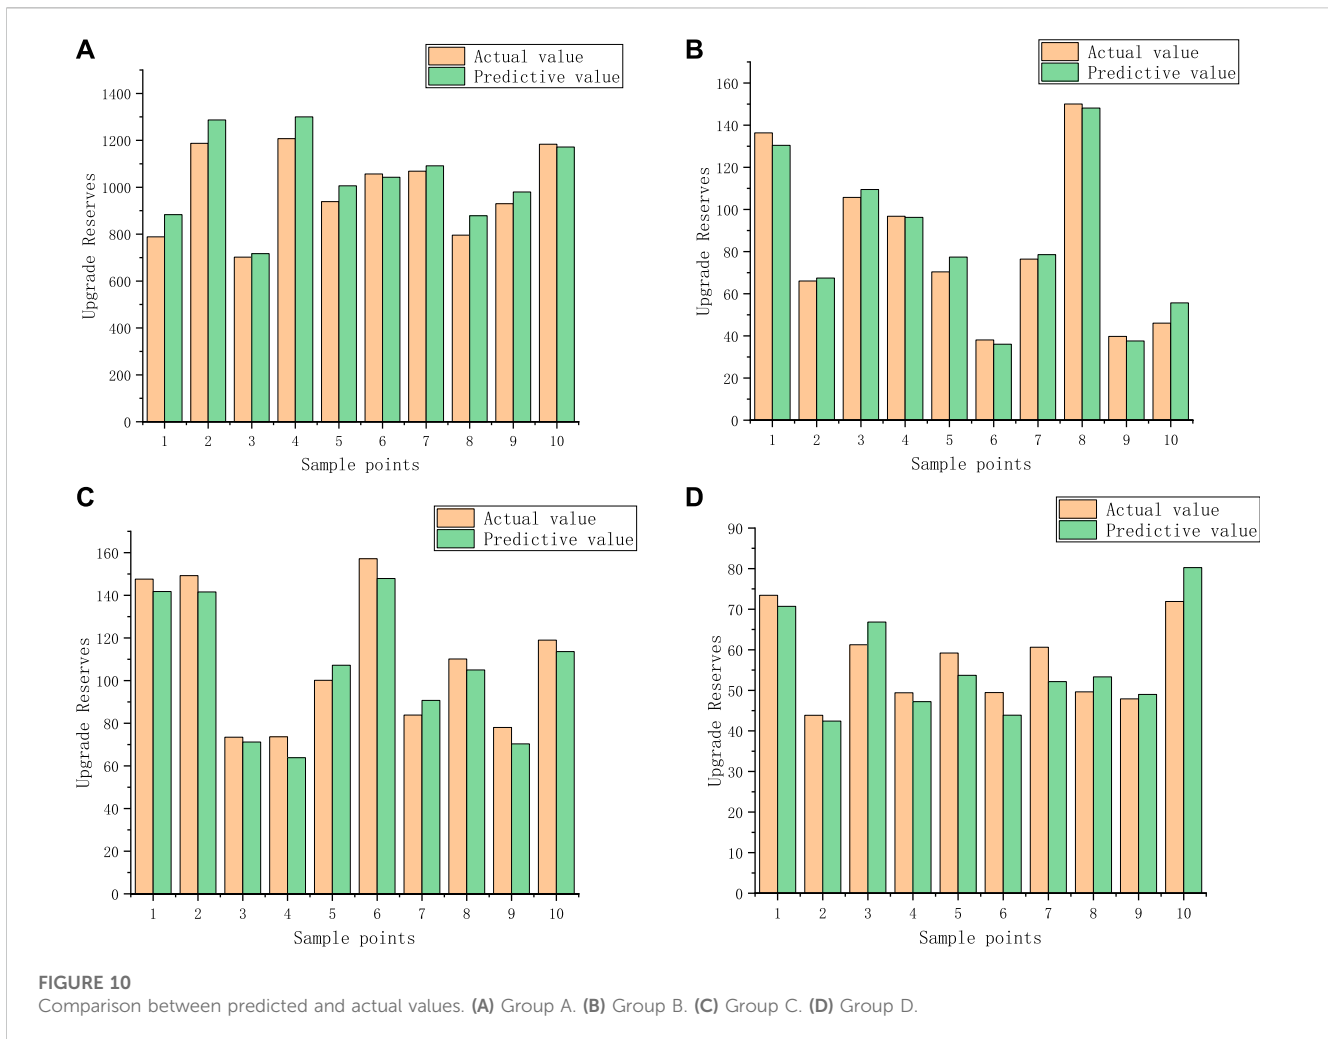 A
Actual value
Predictive value
1400
1200
1000
800
600
400
200
0
Upgrade Reserves
1 2 3 4 5 6 7 8 9 10
Sample points
B
Actual value
Predictive value
160
140
120
100
80
60
40
20
0
Upgrade Reserves
1 2 3 4 5 6 7 8 9 10
Sample points
C
Actual value
Predictive value
160
140
120
100
80
60
40
20
0
Upgrade Reserves
1 2 3 4 5 6 7 8 9 10
Sample points
D
Actual value
Predictive value
90
80
70
60
50
40
30
20
10
0
Upgrade Reserves
1 2 3 4 5 6 7 8 9 10
Sample points
FIGURE 10
Comparison between predicted and actual values. (A) Group A. (B) Group B. (C) Group C. (D) Group D.